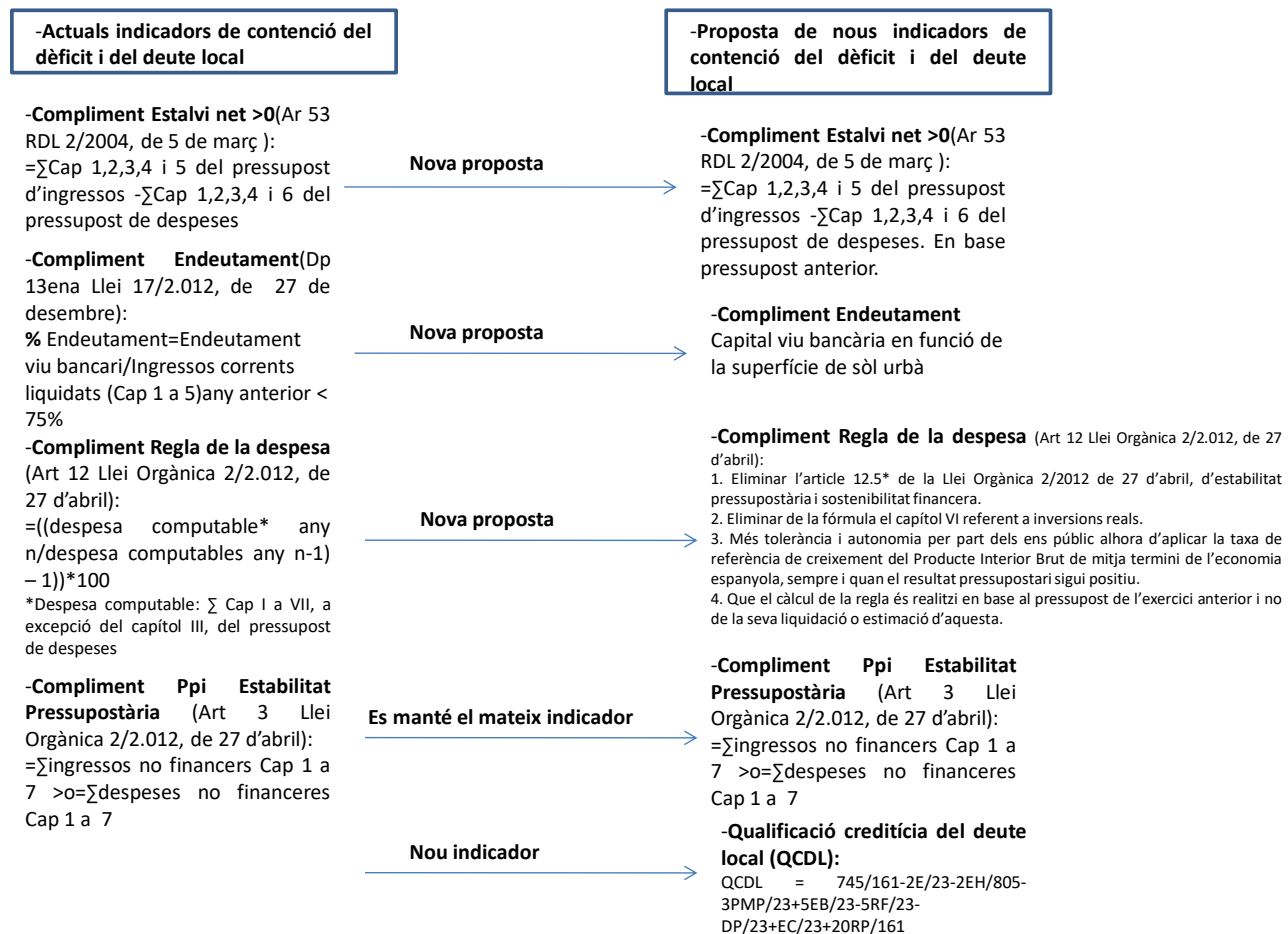 -Actuals indicadors de contenció del
dèficit i del deute local
-Proposta de nous indicadors de
contenció del dèficit i del deute
local
-Compliment Estalvi net >0(Ar 53
RDL 2/2004, de 5 de març ):
=∑Cap 1,2,3,4 i 5 del pressupost
d’ingressos -∑Cap 1,2,3,4 i 6 del
pressupost de despeses
Nova proposta
-Compliment Estalvi net >0(Ar 53
RDL 2/2004, de 5 de març ):
=∑Cap 1,2,3,4 i 5 del pressupost
d’ingressos -∑Cap 1,2,3,4 i 6 del
pressupost de despeses. En base
pressupost anterior.
-Compliment Endeutament(Dp
13ena Llei 17/2.012, de 27 de
desembre):
% Endeutament=Endeutament
viu bancari/Ingressos corrents
liquidats (Cap 1 a 5)any anterior <
75%
Nova proposta
-Compliment Endeutament
Capital viu bancària en funció de
la superfície de sòl urbà
-Compliment Regla de la despesa
(Art 12 Llei Orgànica 2/2.012, de
27 d’abril):
=((despesa computable* any
n/despesa computables any n-1)
– 1))*100
*Despesa computable: ∑ Cap I a VII, a
excepció del capítol III, del pressupost
de despeses
Nova proposta
-Compliment Regla de la despesa (Art 12 Llei Orgànica 2/2.012, de 27
d’abril):
1. Eliminar l’article 12.5* de la Llei Orgànica 2/2012 de 27 d’abril, d’estabilitat
pressupostària i sostenibilitat financera.
2. Eliminar de la fórmula el capítol VI referent a inversions reals.
3. Més tolerància i autonomia per part dels ens públic alhora d’aplicar la taxa de
referència de creixement del Producte Interior Brut de mitja termini de l’economia
espanyola, sempre i quan el resultat pressupostari sigui positiu.
4. Que el càlcul de la regla és realitzi en base al pressupost de l’exercici anterior i no
de la seva liquidació o estimació d’aquesta.
-Compliment Ppi Estabilitat
Pressupostària (Art 3 Llei
Orgànica 2/2.012, de 27 d’abril):
=∑ingressos no financers Cap 1 a
7 >o=∑despeses no financeres
Cap 1 a 7
Es manté el mateix indicador
-Compliment Ppi Estabilitat
Pressupostària (Art 3 Llei
Orgànica 2/2.012, de 27 d’abril):
=∑ingressos no financers Cap 1 a
7 >o=∑despeses no financeres
Cap 1 a 7
Nou indicador
-Qualificació creditícia del deute
local (QCDL):
QCDL = 745/161-2E/23-2EH/805-
3PMP/23+5EB/23-5RF/23-
DP/23+EC/23+20RP/161